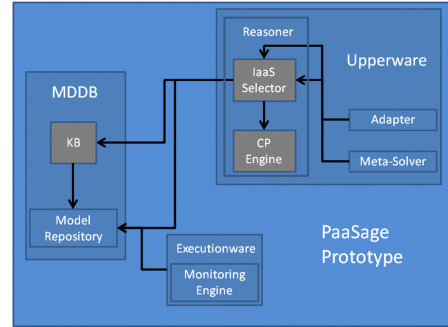 Reasoner
IaaS
Selector
Upperware
MDDB
KB
CP
Engine
Adapter
Meta-Solver
Model
Repository
Executionware
Monitoring
Engine
PaaSage
Prototype